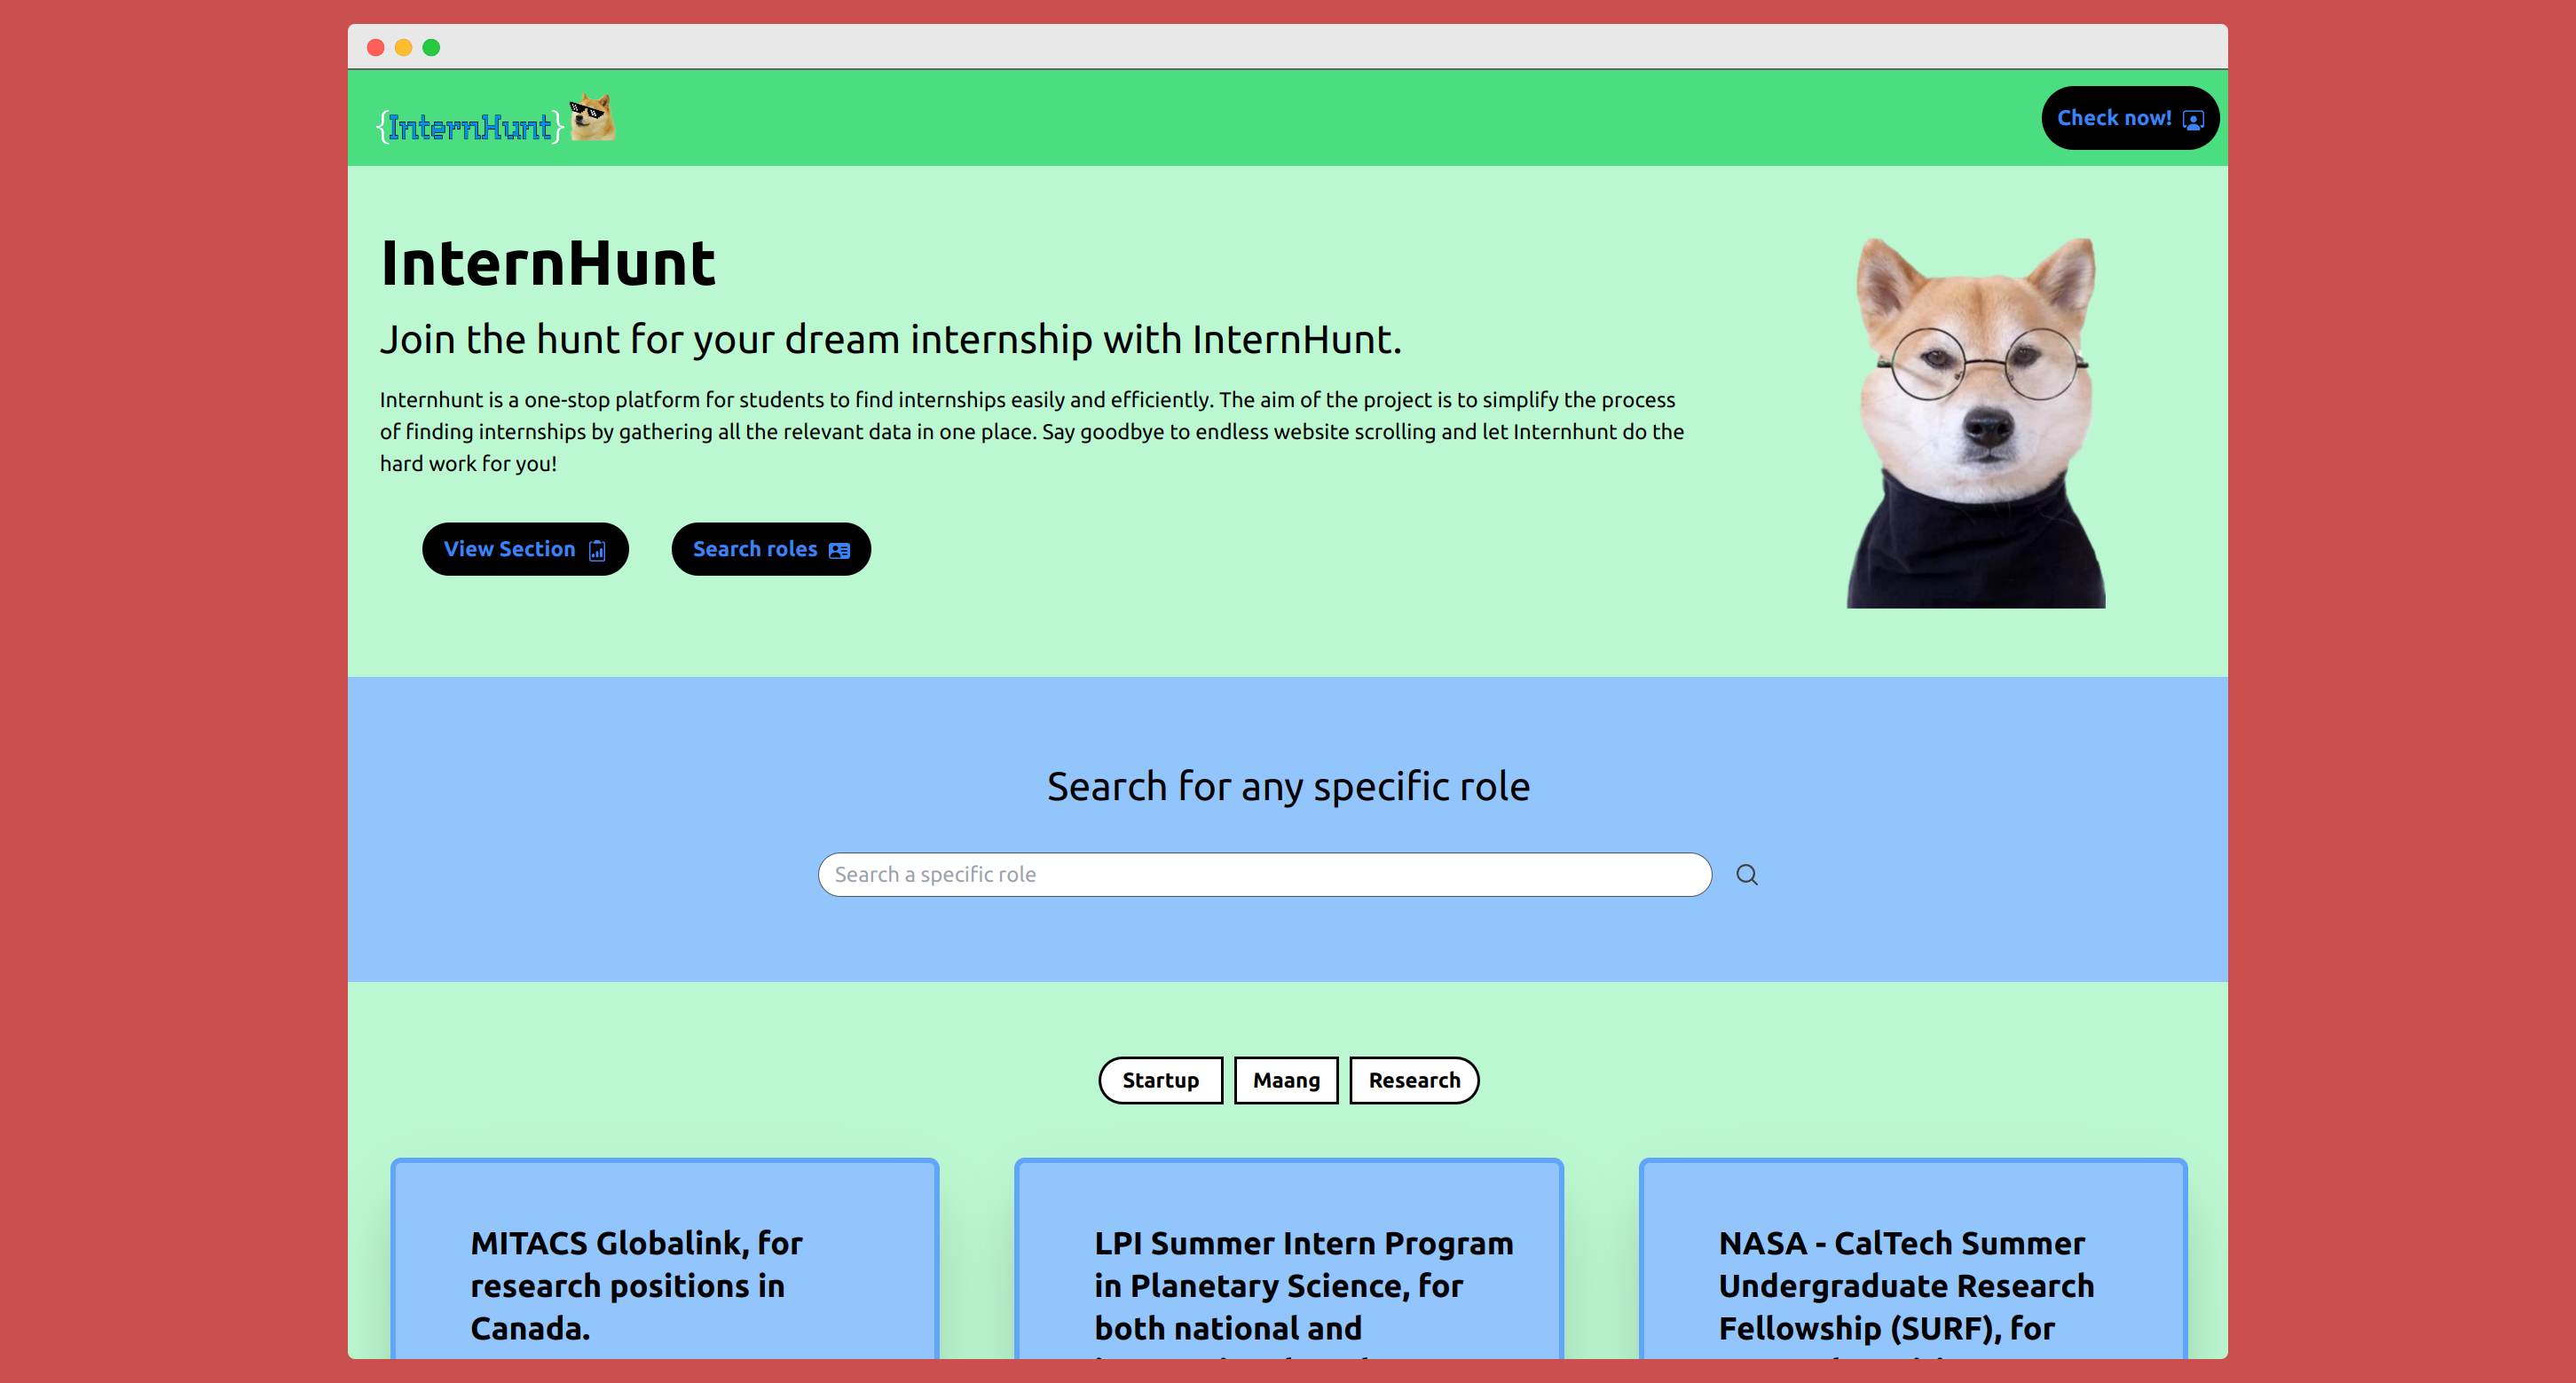 {InternHunt}
Check now!
InternHunt
Join the hunt for your dream internship with InternHunt.
Internhunt is a one-stop platform for students to find internships easily and efficiently. The aim of the project is to simplify the process
of finding internships by gathering all the relevant data in one place. Say goodbye to endless website scrolling and let Internhunt do the
hard work for you!
View Section
Search roles
Search for any specific role
Search a specific role
Startup
Maang
Research
MITACS Globalink, for
research positions in
Canada.
LPI Summer Intern Program
in Planetary Science, for
both national and
NASA - CalTech Summer
Undergraduate Research
Fellowship (SURF), for